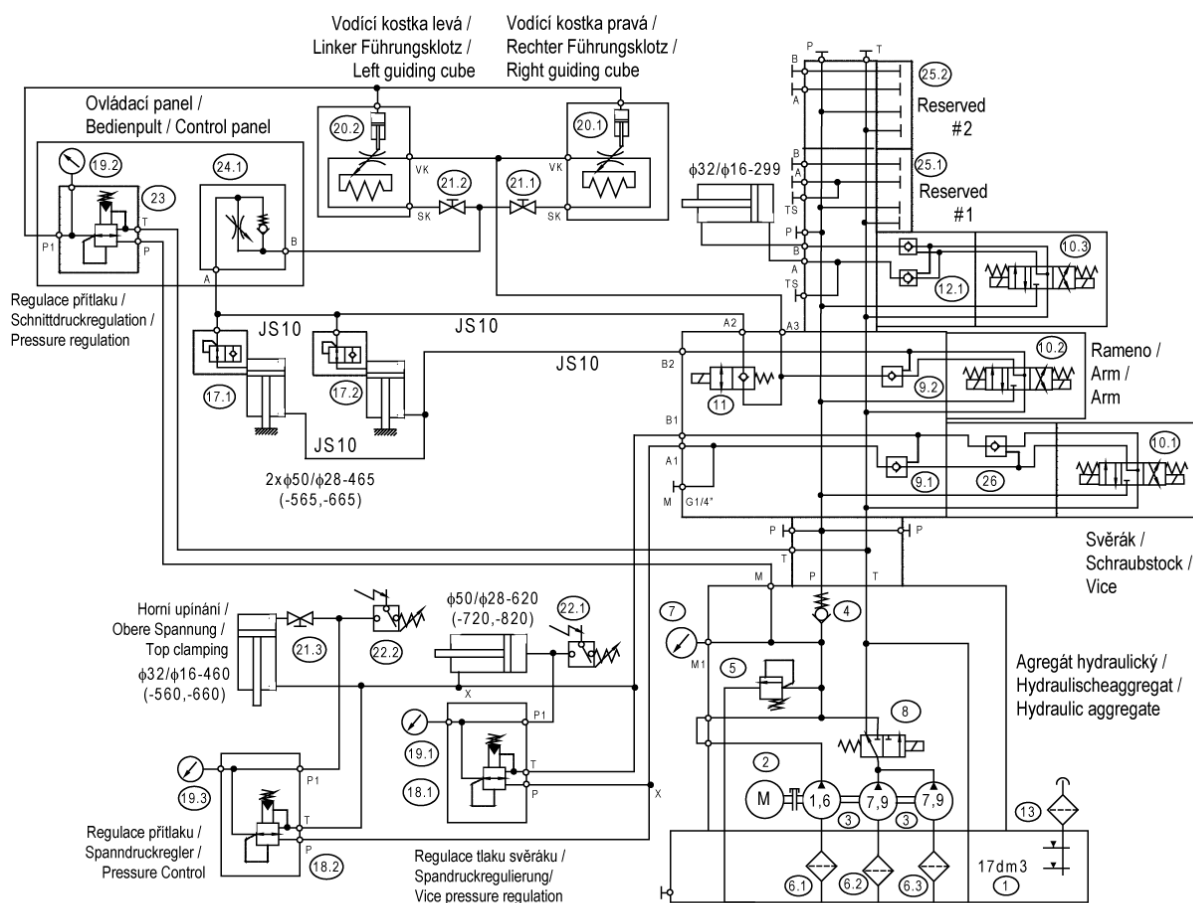 Vodící kostka levá /
Linker Führungsklotz /
Left guiding cube
Vodící kostka pravá /
Rechter Führungsklotz /
Right guiding cube
P
T
B
A
25.2
Reserved
#2
Ovládací panel /
Bedienpult / Control panel
20.2
20.1
19.2
24.1
23
T
P
P1
B
A
VK
SK
21.2
21.1
VK
SK
ϕ32/ϕ16-299
B
A
TS
P
25.1
Reserved
#1
B
A
TS
12.1
10.3
Regulace přítlaku /
Schnittdruckregulation /
Pressure regulation
JS10
JS10
JS10
JS10
17.1
17.2
2xϕ50/ϕ28-465
(-565,-665)
A2
A3
B2
11
9.2
10.2
Rameno /
Arm /
Arm
B1
A1
M
G1/4"
9.1
26
10.1
P
P
T
Svěrák /
Schraubstock /
Vice
M
P
T
Horní upínání /
Obere Spannung /
Top clamping
ϕ32/ϕ16-460
(-560,-660)
21.3
22.2
ϕ50/ϕ28-620
(-720,-820)
22.1
X
7
M1
4
5
8
Agregát hydraulický /
Hydraulischeaggregat /
Hydraulic aggregate
19.1
18.1
P1
T
P
X
19.3
P1
T
P
18.2
Regulace přítlaku /
Spanndruckregler /
Pressure Control
Regulace tlaku svěráku /
Spandruckregulierung/
Vice pressure regulation
2
M
1,6
7,9
7,9
3
3
13
6.1
6.2
6.3
17dm3
1